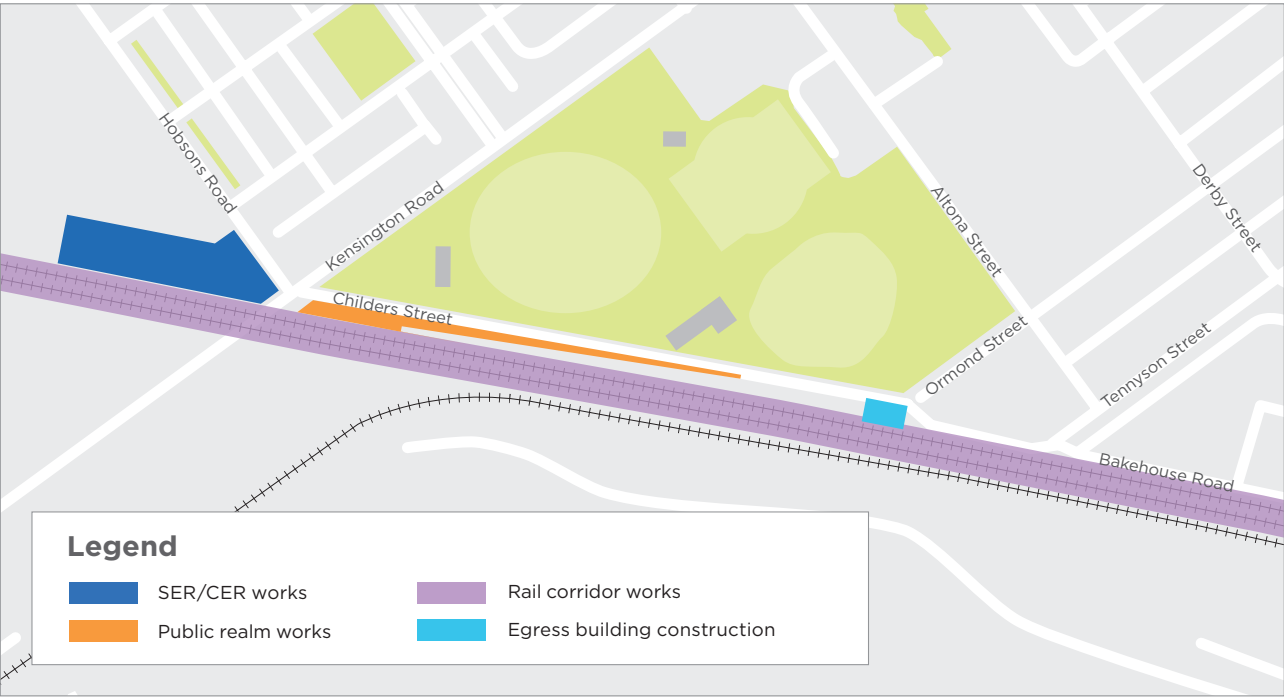 Hobsons Road
Kensington Road
Childers Street
Altona Street
Derby Street
Ormond Street
Tennyson Street
Bakehouse Road
Legend
SER/CER works
Public realm works
Rail corridor works
Egress building construction